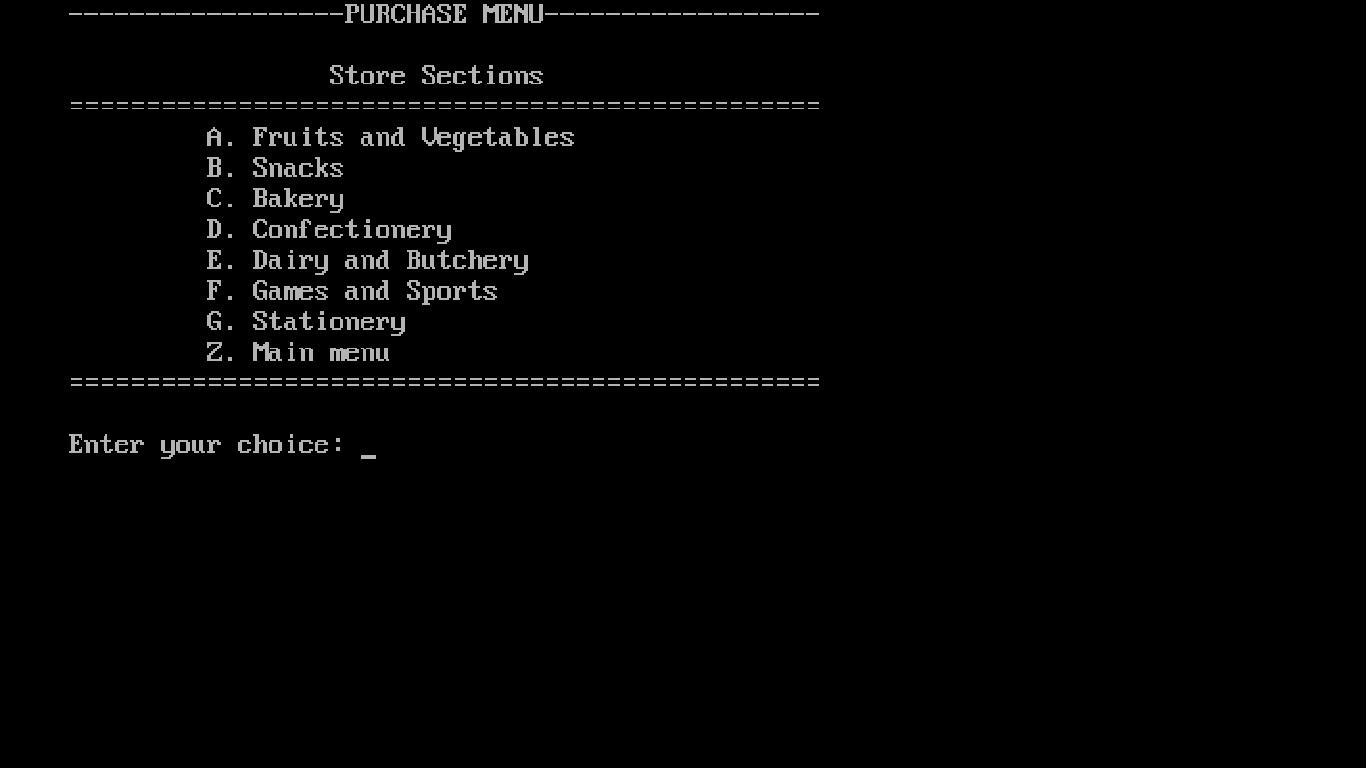 ------------------PURCHASE MENU------------------
Store Sections
=================================================
A. Fruits and Vegetables
B. Snacks
C. Bakery
D. Confectionery
E. Dairy and Butchery
F. Games and Sports
G. Stationery
Z. Main menu
=================================================
Enter your choice: _